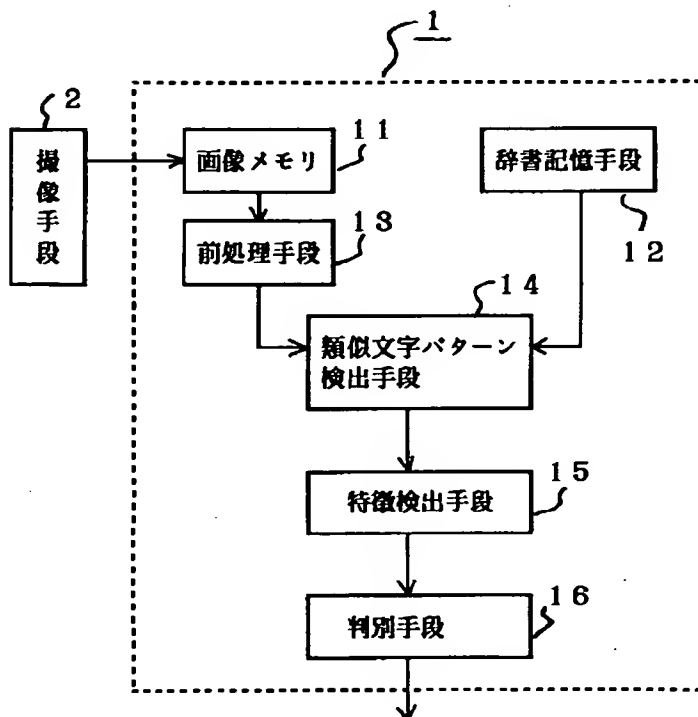 1
2
撮像手段
画像メモリ
11
辞書記憶手段
12
前処理手段
13
14
類似文字パターン
検出手段
特徴検出手段
15
判別手段
16